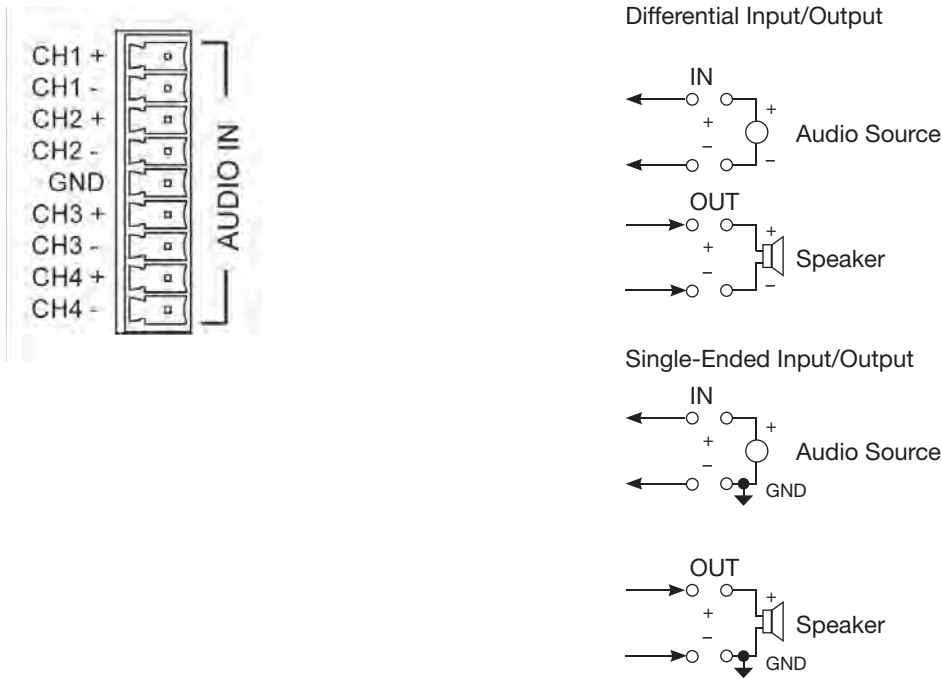 CH1 +
CH1 -
CH2 +
CH2 -
GND
CH3 +
CH3 -
CH4 +
CH4 -
AUDIO IN
Differential Input/Output
IN
+
+
–
Audio Source
–
OUT
+
+
–
Speaker
–
Single-Ended Input/Output
IN
+
+
–
Audio Source
GND
OUT
+
+
–
Speaker
GND